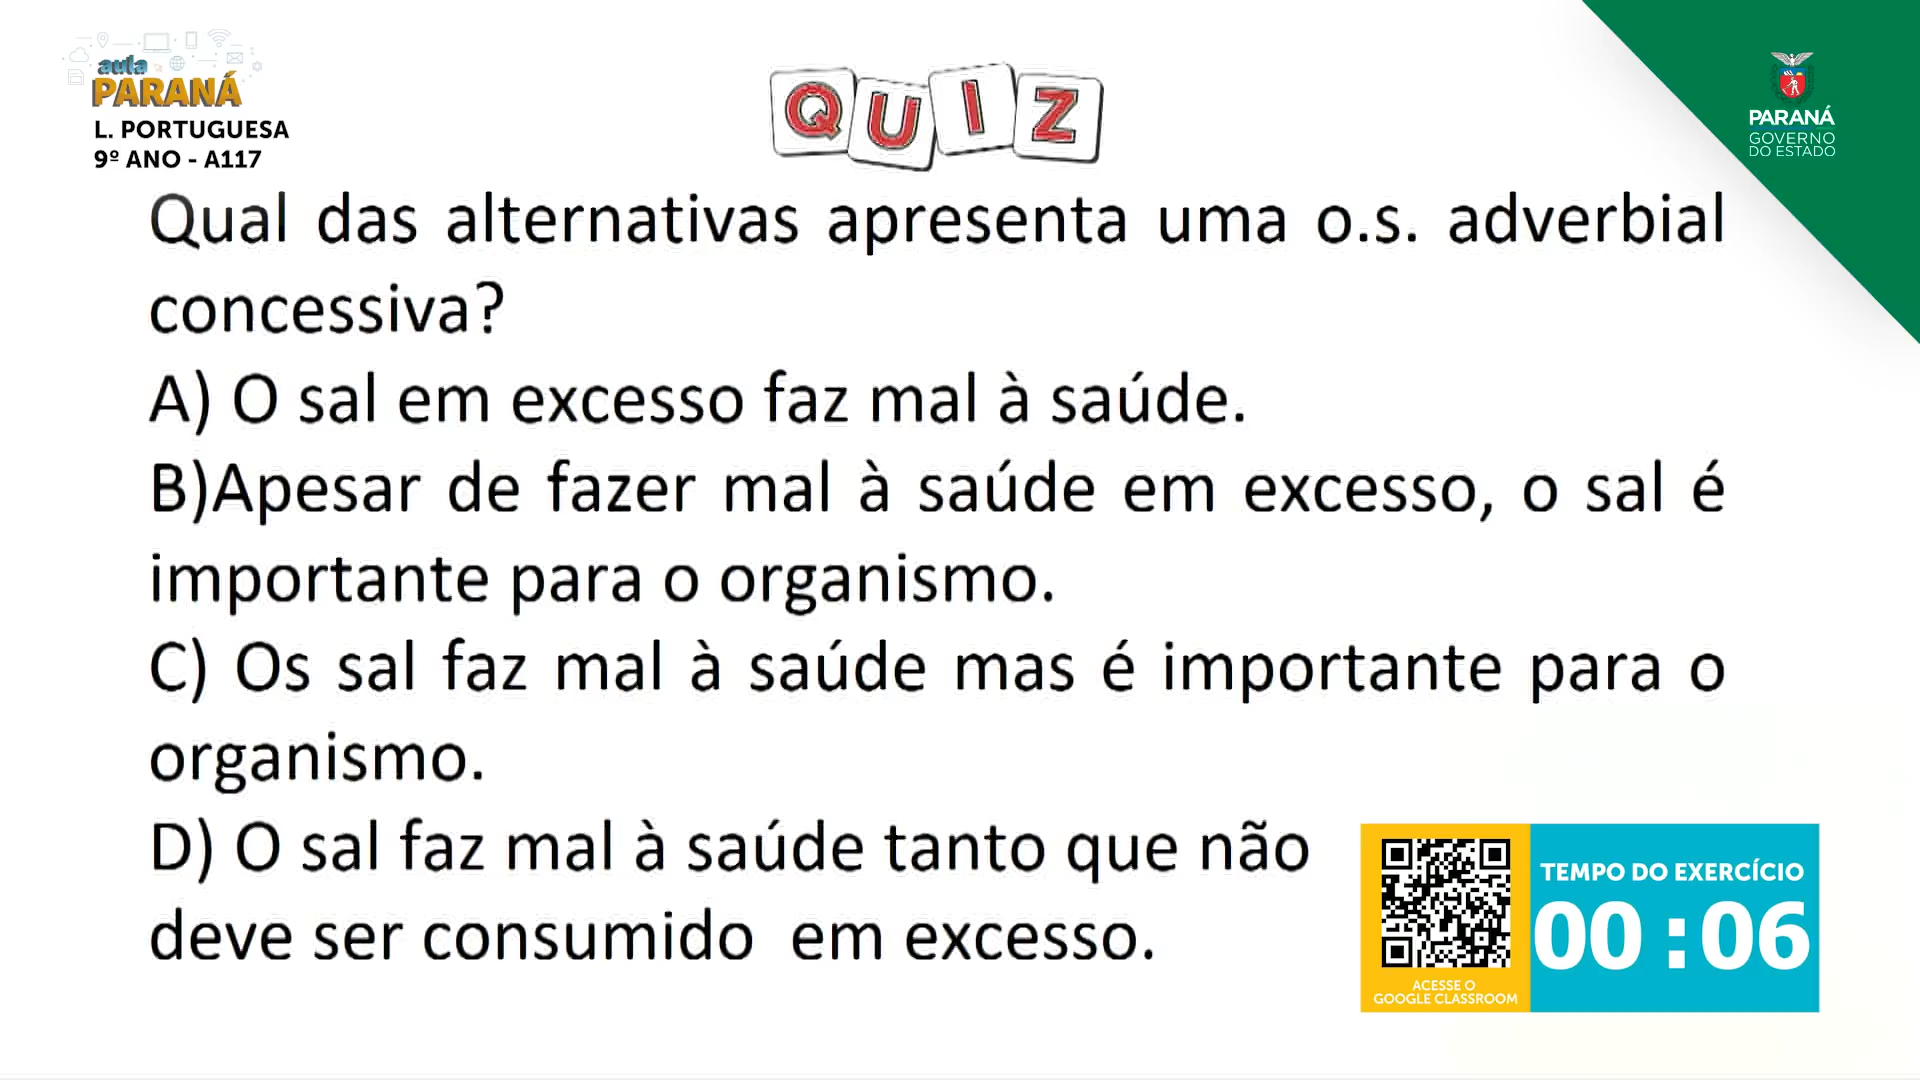 aula
PARANÁ
L. PORTUGUESA
9º ANO - A117
QUIZ
PARANÁ
GOVERNO
DO ESTADO
Qual das alternativas apresenta uma o.s. adverbial
concessiva?
A) O sal em excesso faz mal à saúde.
B)Apesar de fazer mal à saúde em excesso, o sal é
importante para o organismo.
C) Os sal faz mal à saúde mas é importante para o
organismo.
D) O sal faz mal à saúde tanto que não
deve ser consumido  em excesso.
TEMPO DO EXERCÍCIO
00:06
ACESSE O
GOOGLE CLASSROOM